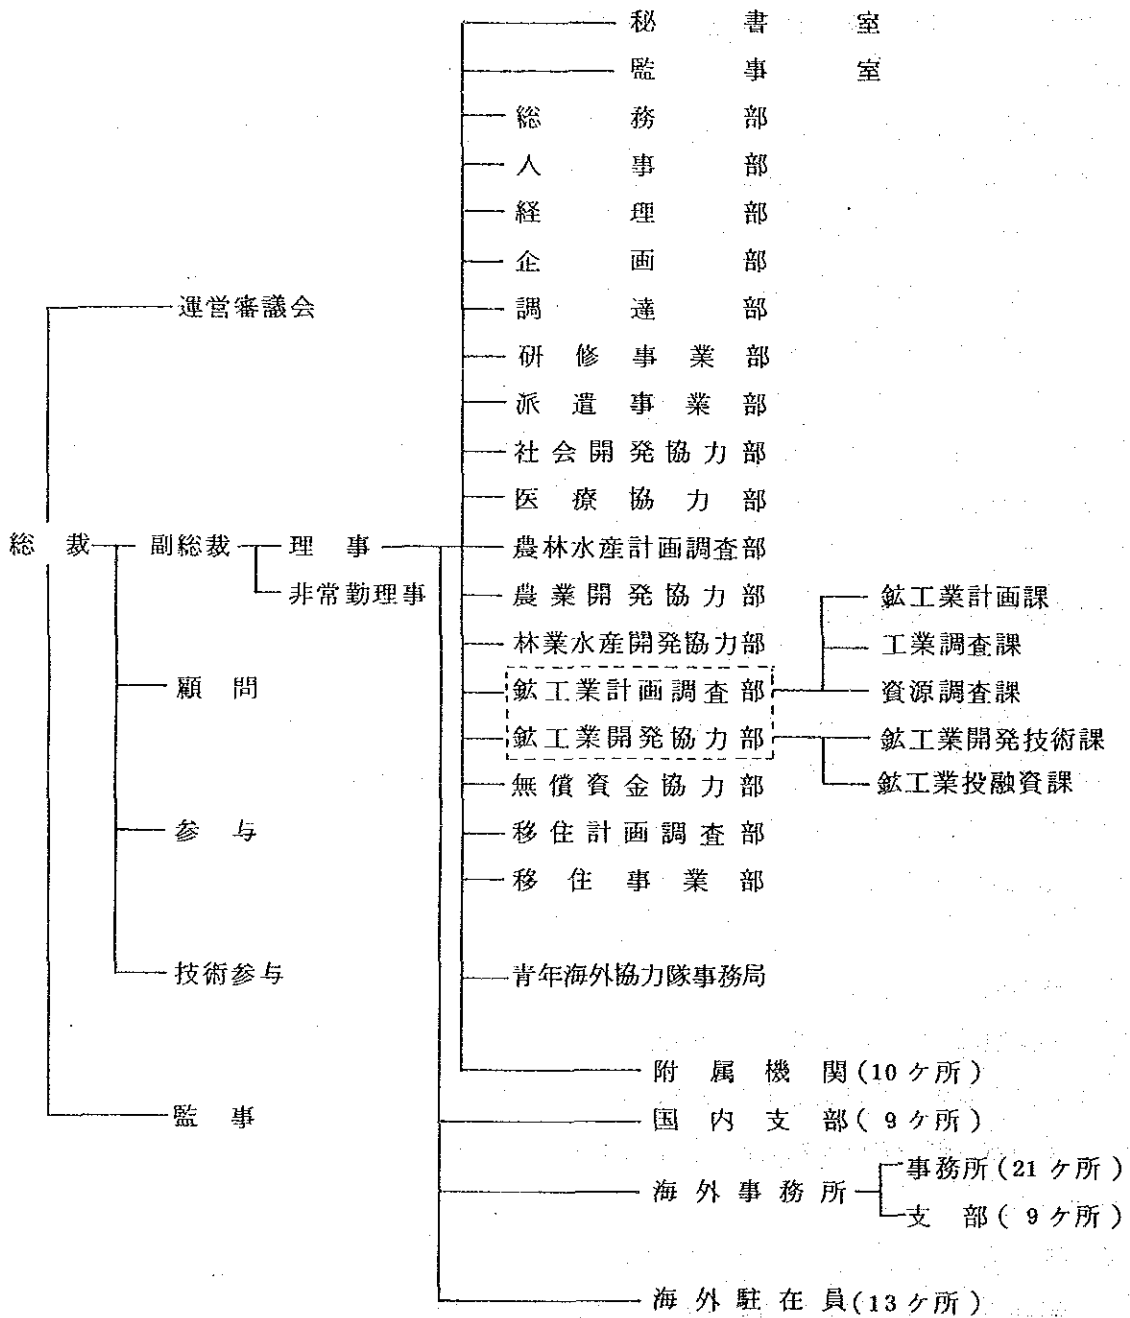 秘書室
監事室
総務部
人事部
経理部
企画部
運営審議会
調達部
研修事業部
派遣事業部
社会開発協力部
医療協力部
総裁 副総裁 理事 農林水産計画調査部
非常勤理事 農業開発協力部 鉱工業計画課
林業水産開発協力部 工業調査課
顧問 鉱工業計画調査部 資源調査課
鉱工業開発協力部 鉱工業開発技術課
無償資金協力部 鉱工業投融資課
参与 移住計画調査部
移住事業部
技術参与 青年海外協力隊事務局
附属機関(10ケ所)
監事 国内支部(9ケ所)
事務所(21ケ所)
海外事務所
支部(9ケ所)
海外駐在員(13ケ所)